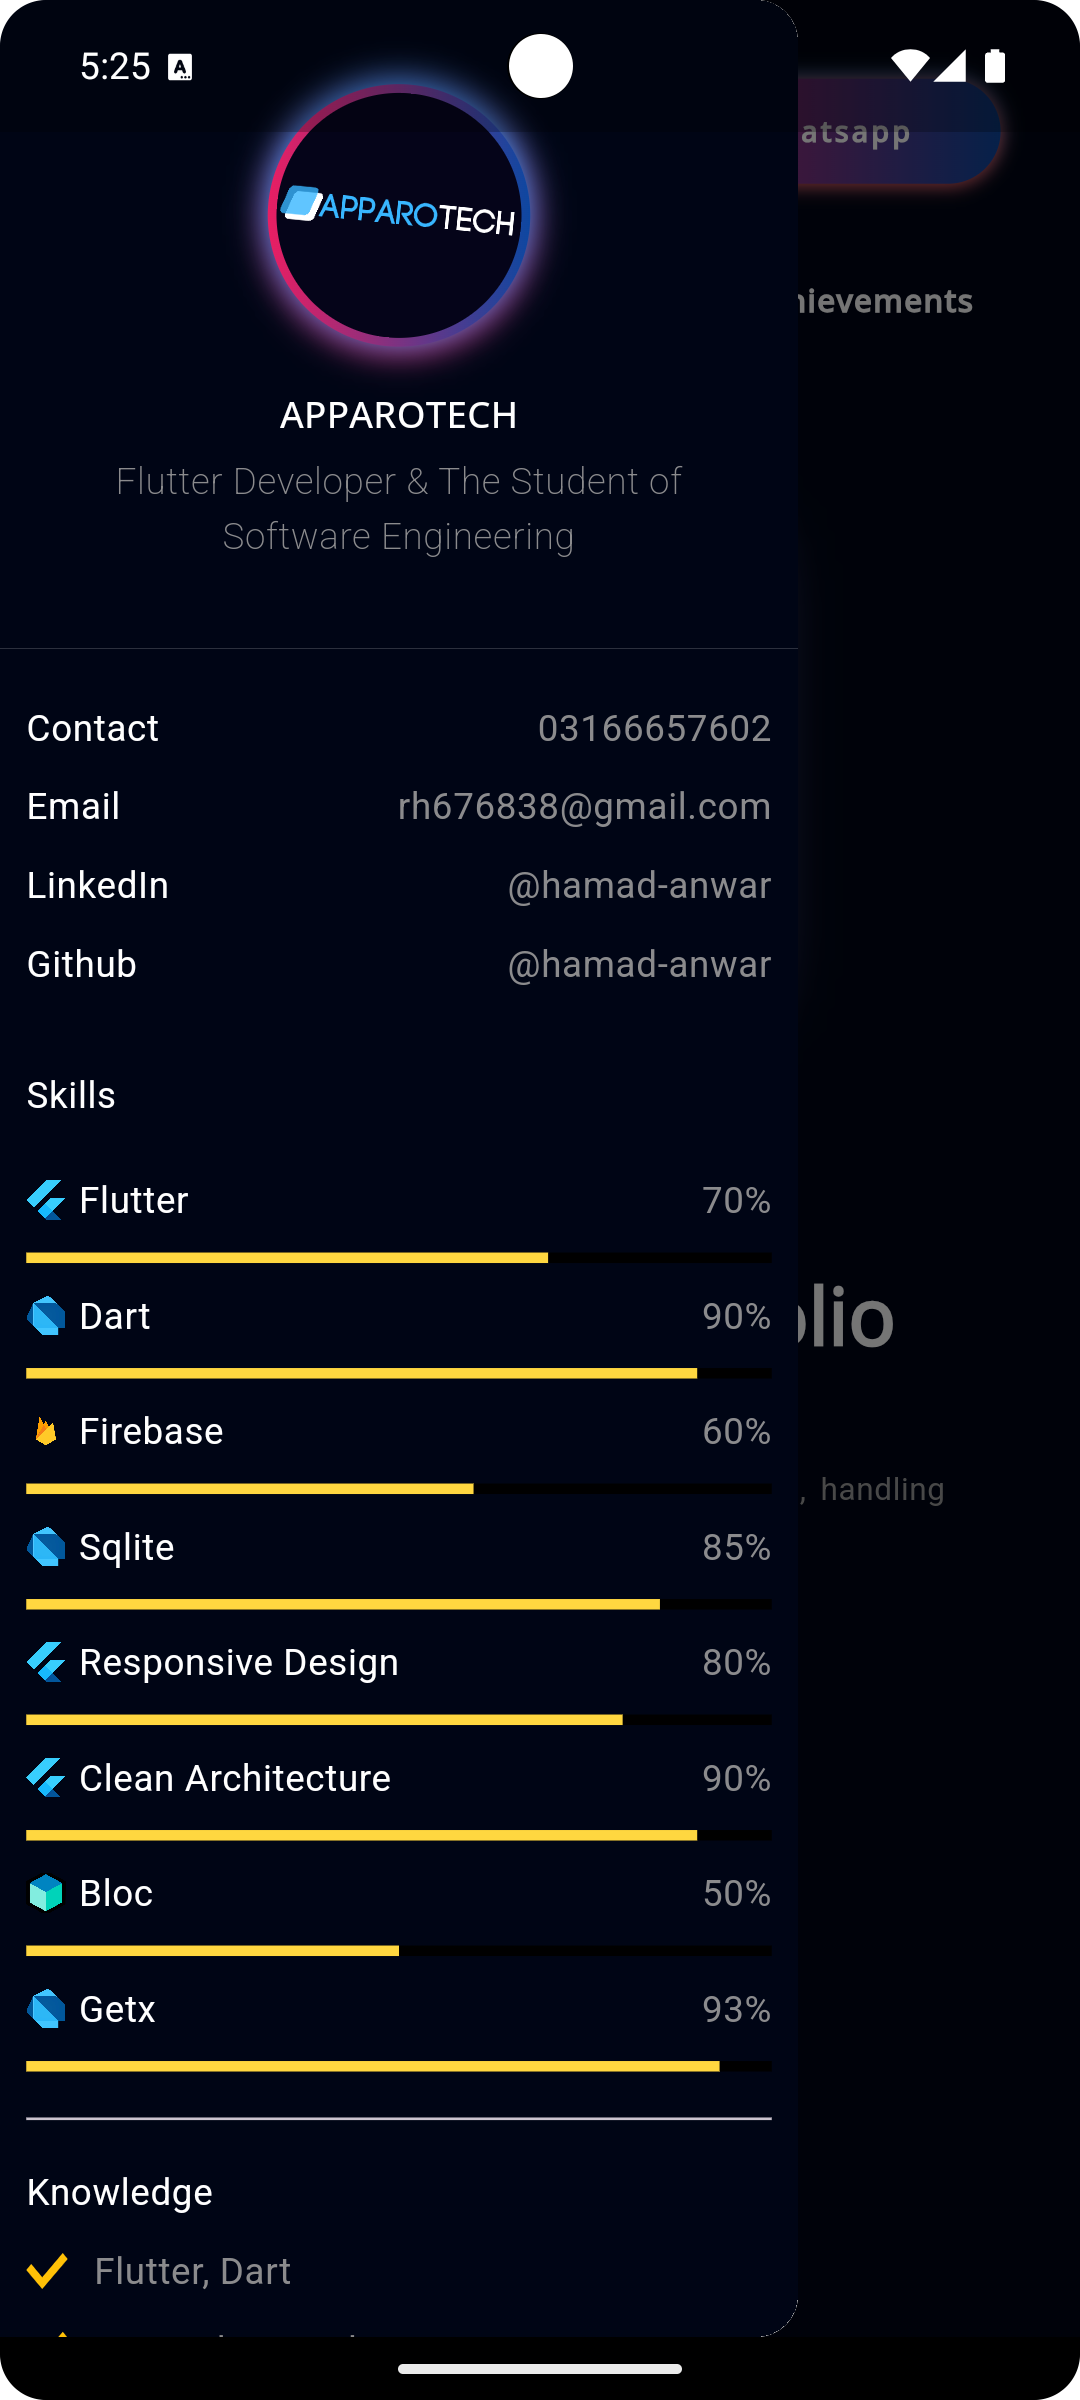 5:25
atsapp
APPAROTECH
hievements
APPAROTECH
Flutter Developer & The Student of
Software Engineering
Contact 03166657602
Email rh676838@gmail.com
LinkedIn @hamad-anwar
Github @hamad-anwar
Skills
Flutter 70%
Dart 90%
olio
Firebase 60%
, handling
Sqlite 85%
Responsive Design 80%
Clean Architecture 90%
Bloc 50%
Getx 93%
Knowledge
Flutter, Dart